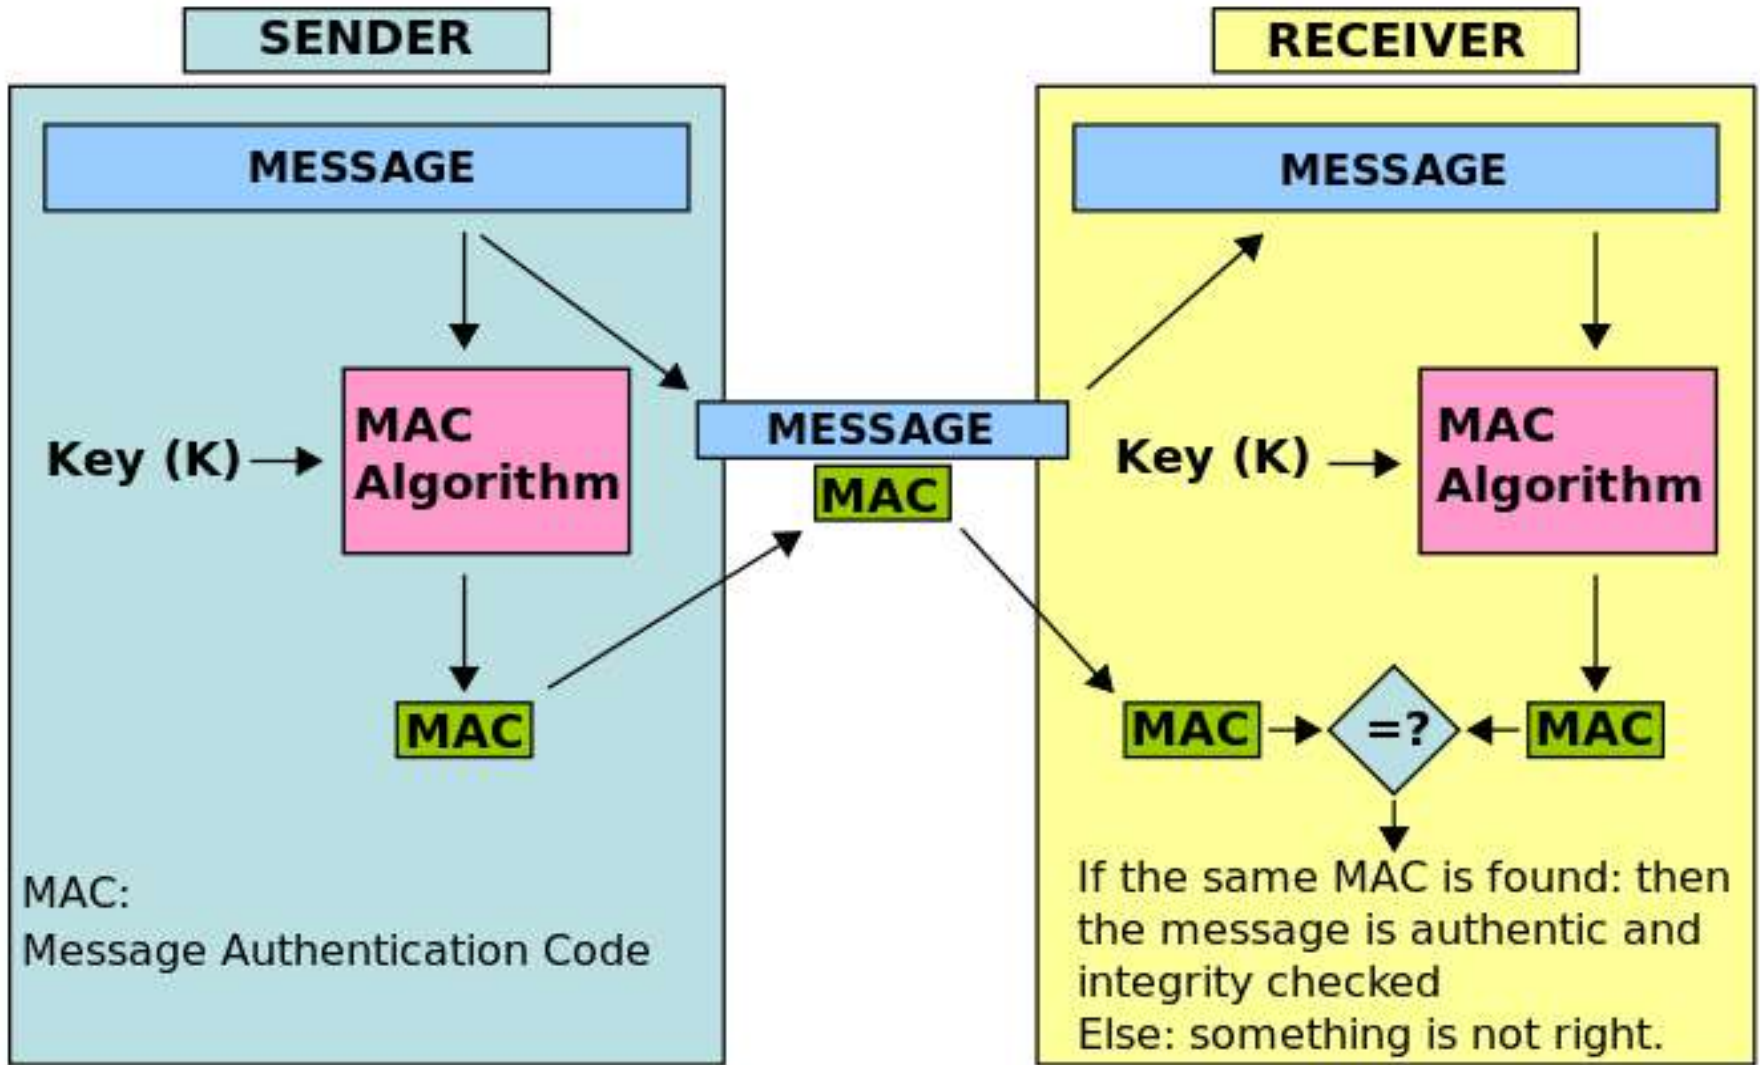 SENDER
MESSAGE
Key (K)
MAC
Algorithm
MAC
MAC:
Message Authentication Code
MESSAGE
MAC
RECEIVER
MESSAGE
Key (K)
MAC
Algorithm
MAC
=?
MAC
If the same MAC is found: then
the message is authentic and
integrity checked
Else: something is not right.